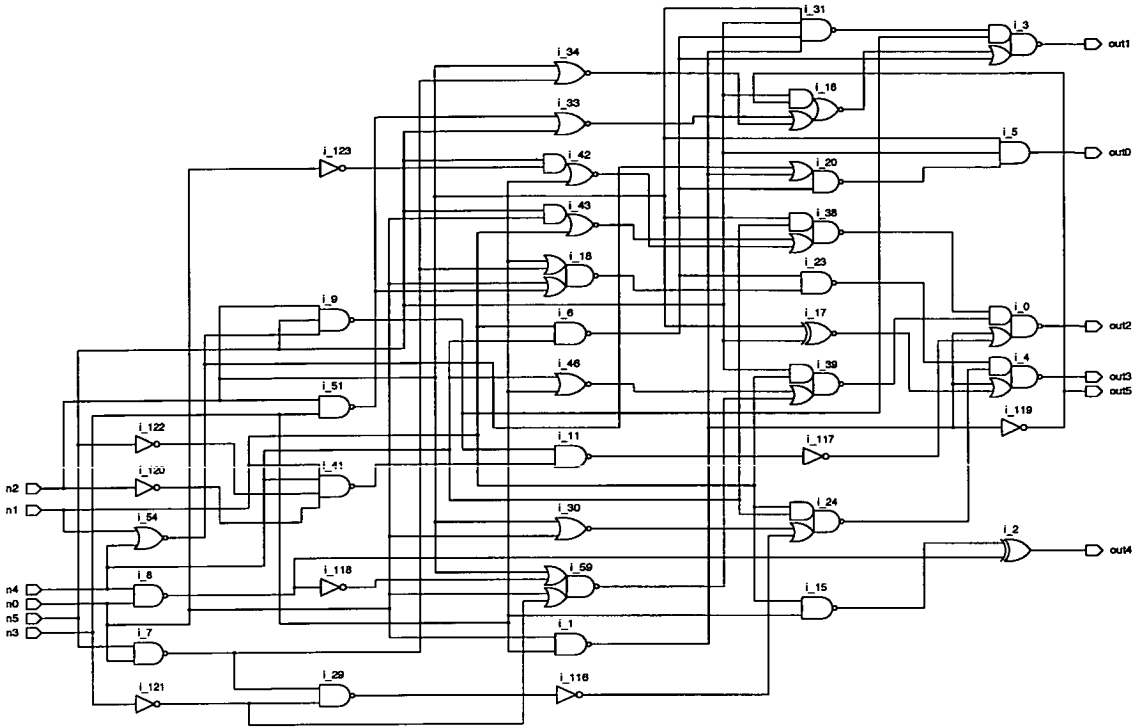 i_31
i_3
out1
i_34
i_16
i_33
i_5
i_123
i_42
i_20
out0
i_43
i_38
i_18
i_23
i_9
i_6
i_17
i_0
out2
i_46
i_39
i_4
i_51
out3
out5
i_119
i_122
i_11
i_117
i_120
i_41
n2
n1
i_54
i_30
i_24
i_2
out4
i_8
i_118
i_59
i_15
n4
n0
n5
n3
i_7
i_1
i_29
i_116
i_121